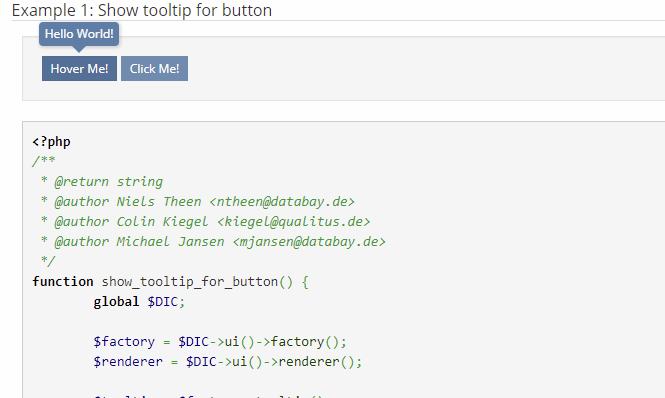 Example 1: Show tooltip for button
Hello World!
Hover Me! Click Me!
<?php
/**
* @return string
* @author Niels Theen <ntheen@databay.de>
* @author Colin Kiegel <kiegel@qualitus.de>
* @author Michael Jansen <mjansen@databay.de>
*/
function show_tooltip_for_button() {
global $DIC;
$factory = $DIC->ui()->factory();
$renderer = $DIC->ui()->renderer();